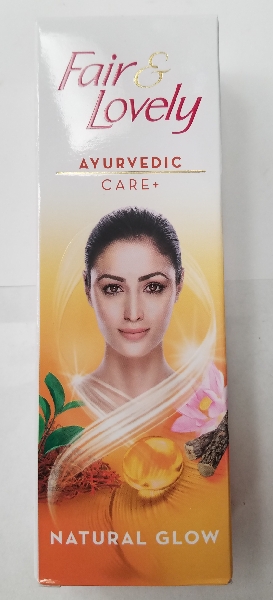 Fair &
Lovely
AYURVEDIC
CARE+
NATURAL GLOW